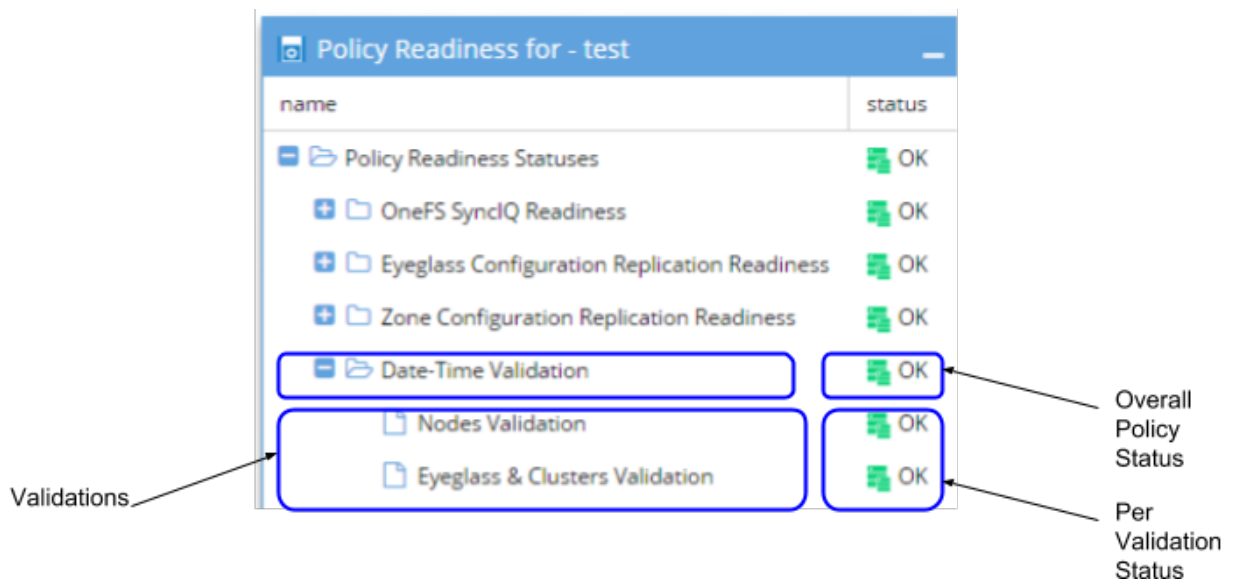 Policy Readiness for - test
name status
Policy Readiness Statuses OK
OneFS SyncIQ Readiness OK
Eyeglass Configuration Replication Readiness OK
Zone Configuration Replication Readiness OK
Date-Time Validation OK
Nodes Validation OK
Eyeglass & Clusters Validation OK
Validations
Overall
Policy
Status
Per
Validation
Status